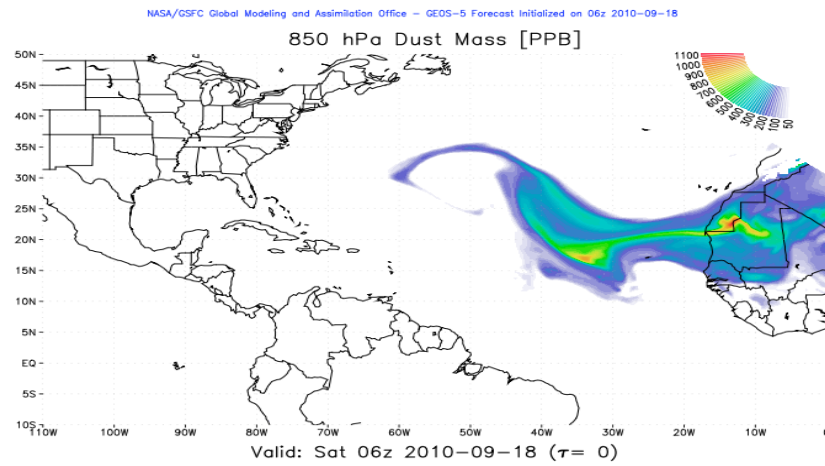 NASA/GSFC Global Modeling and Assimilation Office - GEOS-5 Forecast Initialized on 06z 2010-09-18
850 hPa Dust Mass [PPB]
1100
1000
900
800
700
600
500
400
300
200
100
50
50N
45N
40N
35N
30N
25N
20N
15N
10N
5N
EQ
5S
10S
110W 100W 90W 80W 70W 60W 50W 40W 30W 20W 10W 0
Valid: Sat 06z 2010-09-18 (τ= 0)